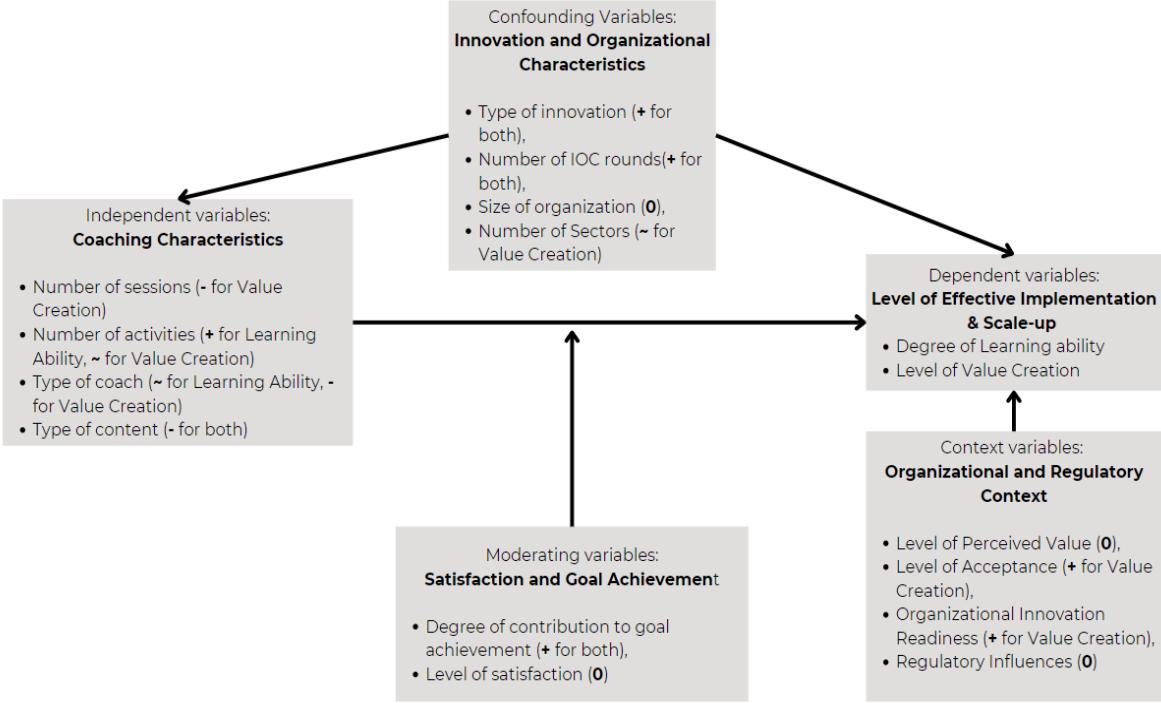 Confounding Variables:
Innovation and Organizational
Characteristics
• Type of innovation (+ for
both),
• Number of IOC rounds(+ for
both),
• Size of organization (0),
• Number of Sectors (~ for
Value Creation)
Independent variables:
Coaching Characteristics
• Number of sessions (- for Value
Creation)
• Number of activities (+ for Learning
Ability, ~ for Value Creation)
• Type of coach (~ for Learning Ability, -
for Value Creation)
• Type of content (- for both)
Dependent variables:
Level of Effective Implementation
& Scale-up
• Degree of Learning ability
• Level of Value Creation
Moderating variables:
Satisfaction and Goal Achievement
• Degree of contribution to goal
achievement (+ for both),
• Level of satisfaction (0)
Context variables:
Organizational and Regulatory
Context
• Level of Perceived Value (0),
• Level of Acceptance (+ for Value
Creation),
• Organizational Innovation
Readiness (+ for Value Creation),
• Regulatory Influences (0)